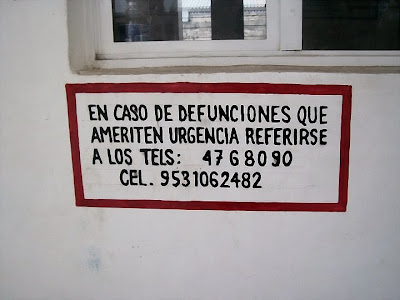 EN CASO DE DEFUNCIONES QUE
AMERITEN URGENCIA REFERIRSE
A LOS TELS: 4768090
CEL. 9531062482